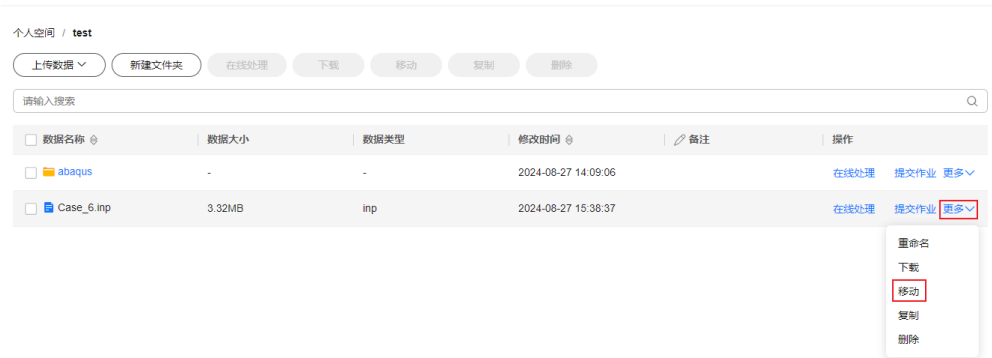 个人空间 / test
上传数据 新建文件夹 在线处理 下载 移动 复制 删除
请输入搜索
数据名称 数据大小 数据类型 修改时间 备注 操作
abaqus - - 2024-08-27 14:09:06 在线处理 提交作业 更多
Case_6.inp 3.32MB inp 2024-08-27 15:38:37 在线处理 提交作业 更多
重命名
下载
移动
复制
删除